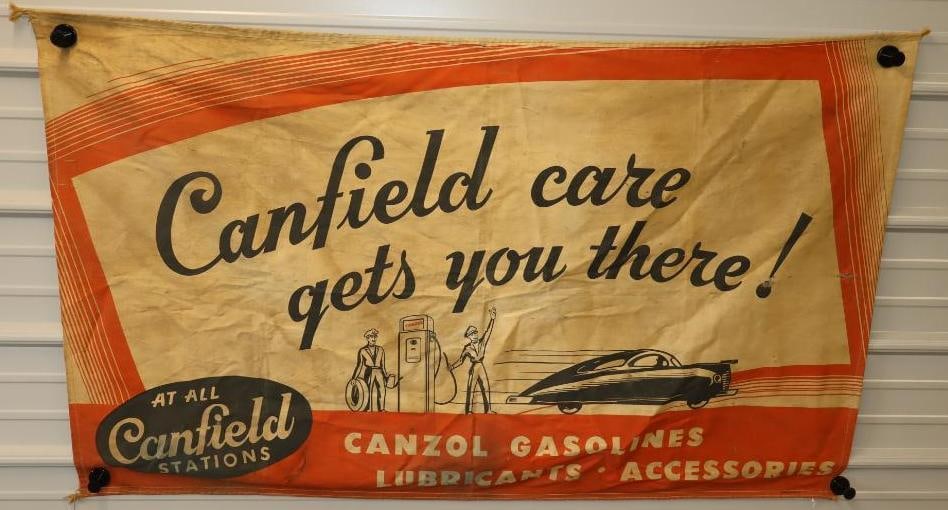 Canfield care
gets you there!
AT ALL
Canfield
STATIONS
CANZOL GASOLINES
LUBRICANTS · ACCESSORIES